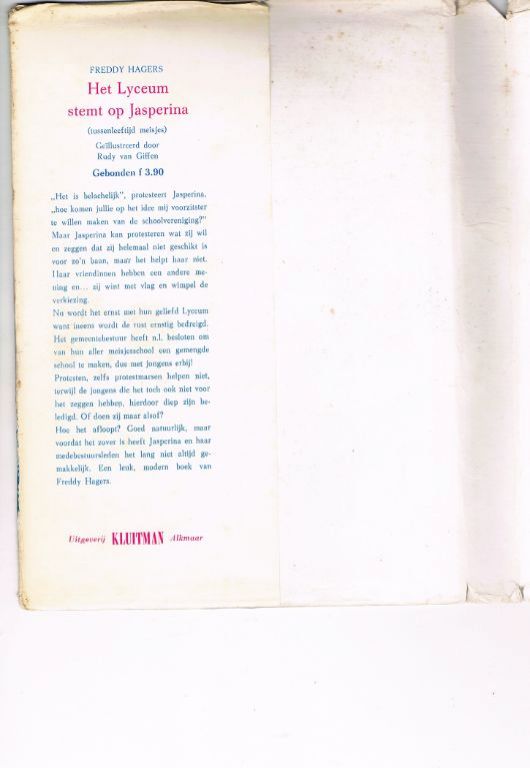 FREDDY HAGERS
Het Lyceum
stemt op Jasperina
(tussenleeftijd meisjes)
Geïllustreerd door
Rudy van Giffen
Gebonden f 3.90
„Het is belachelijk", protesteert Jasperina,
„hoe komen jullie op het idee mij voorzitster
te willen maken van de schoolvereniging?"
Maar Jasperina kan protesteren wat zij wil
en zeggen dat zij helemaal niet geschikt is
voor zo'n baan, maar het helpt haar niet.
Haar vriendinnen hebben een andere me-
ning en... zij wint met vlag en wimpel de
verkiezing.
Nu wordt het ernst met hun geliefd Lyceum
want ineens wordt de rust ernstig bedreigd.
Het gemeentebestuur heeft n.l. besloten om
van hun aller meisjesschool een gemengde
school te maken, dus met jongens erbij!
Protesten, zelfs protestmarsen helpen niet,
terwijl de jongens die het toch ook niet voor
het zeggen hebben, hierdoor diep zijn be-
ledigd. Of doen zij maar alsof?
Hoe het afloopt? Goed natuurlijk, maar
voordat het zover is heeft Jasperina en haar
medebestuursleden het lang niet altijd ge-
makkelijk. Een leuk, modern boek van
Freddy Hagers.
Uitgeverij KLUITMAN Alkmaar